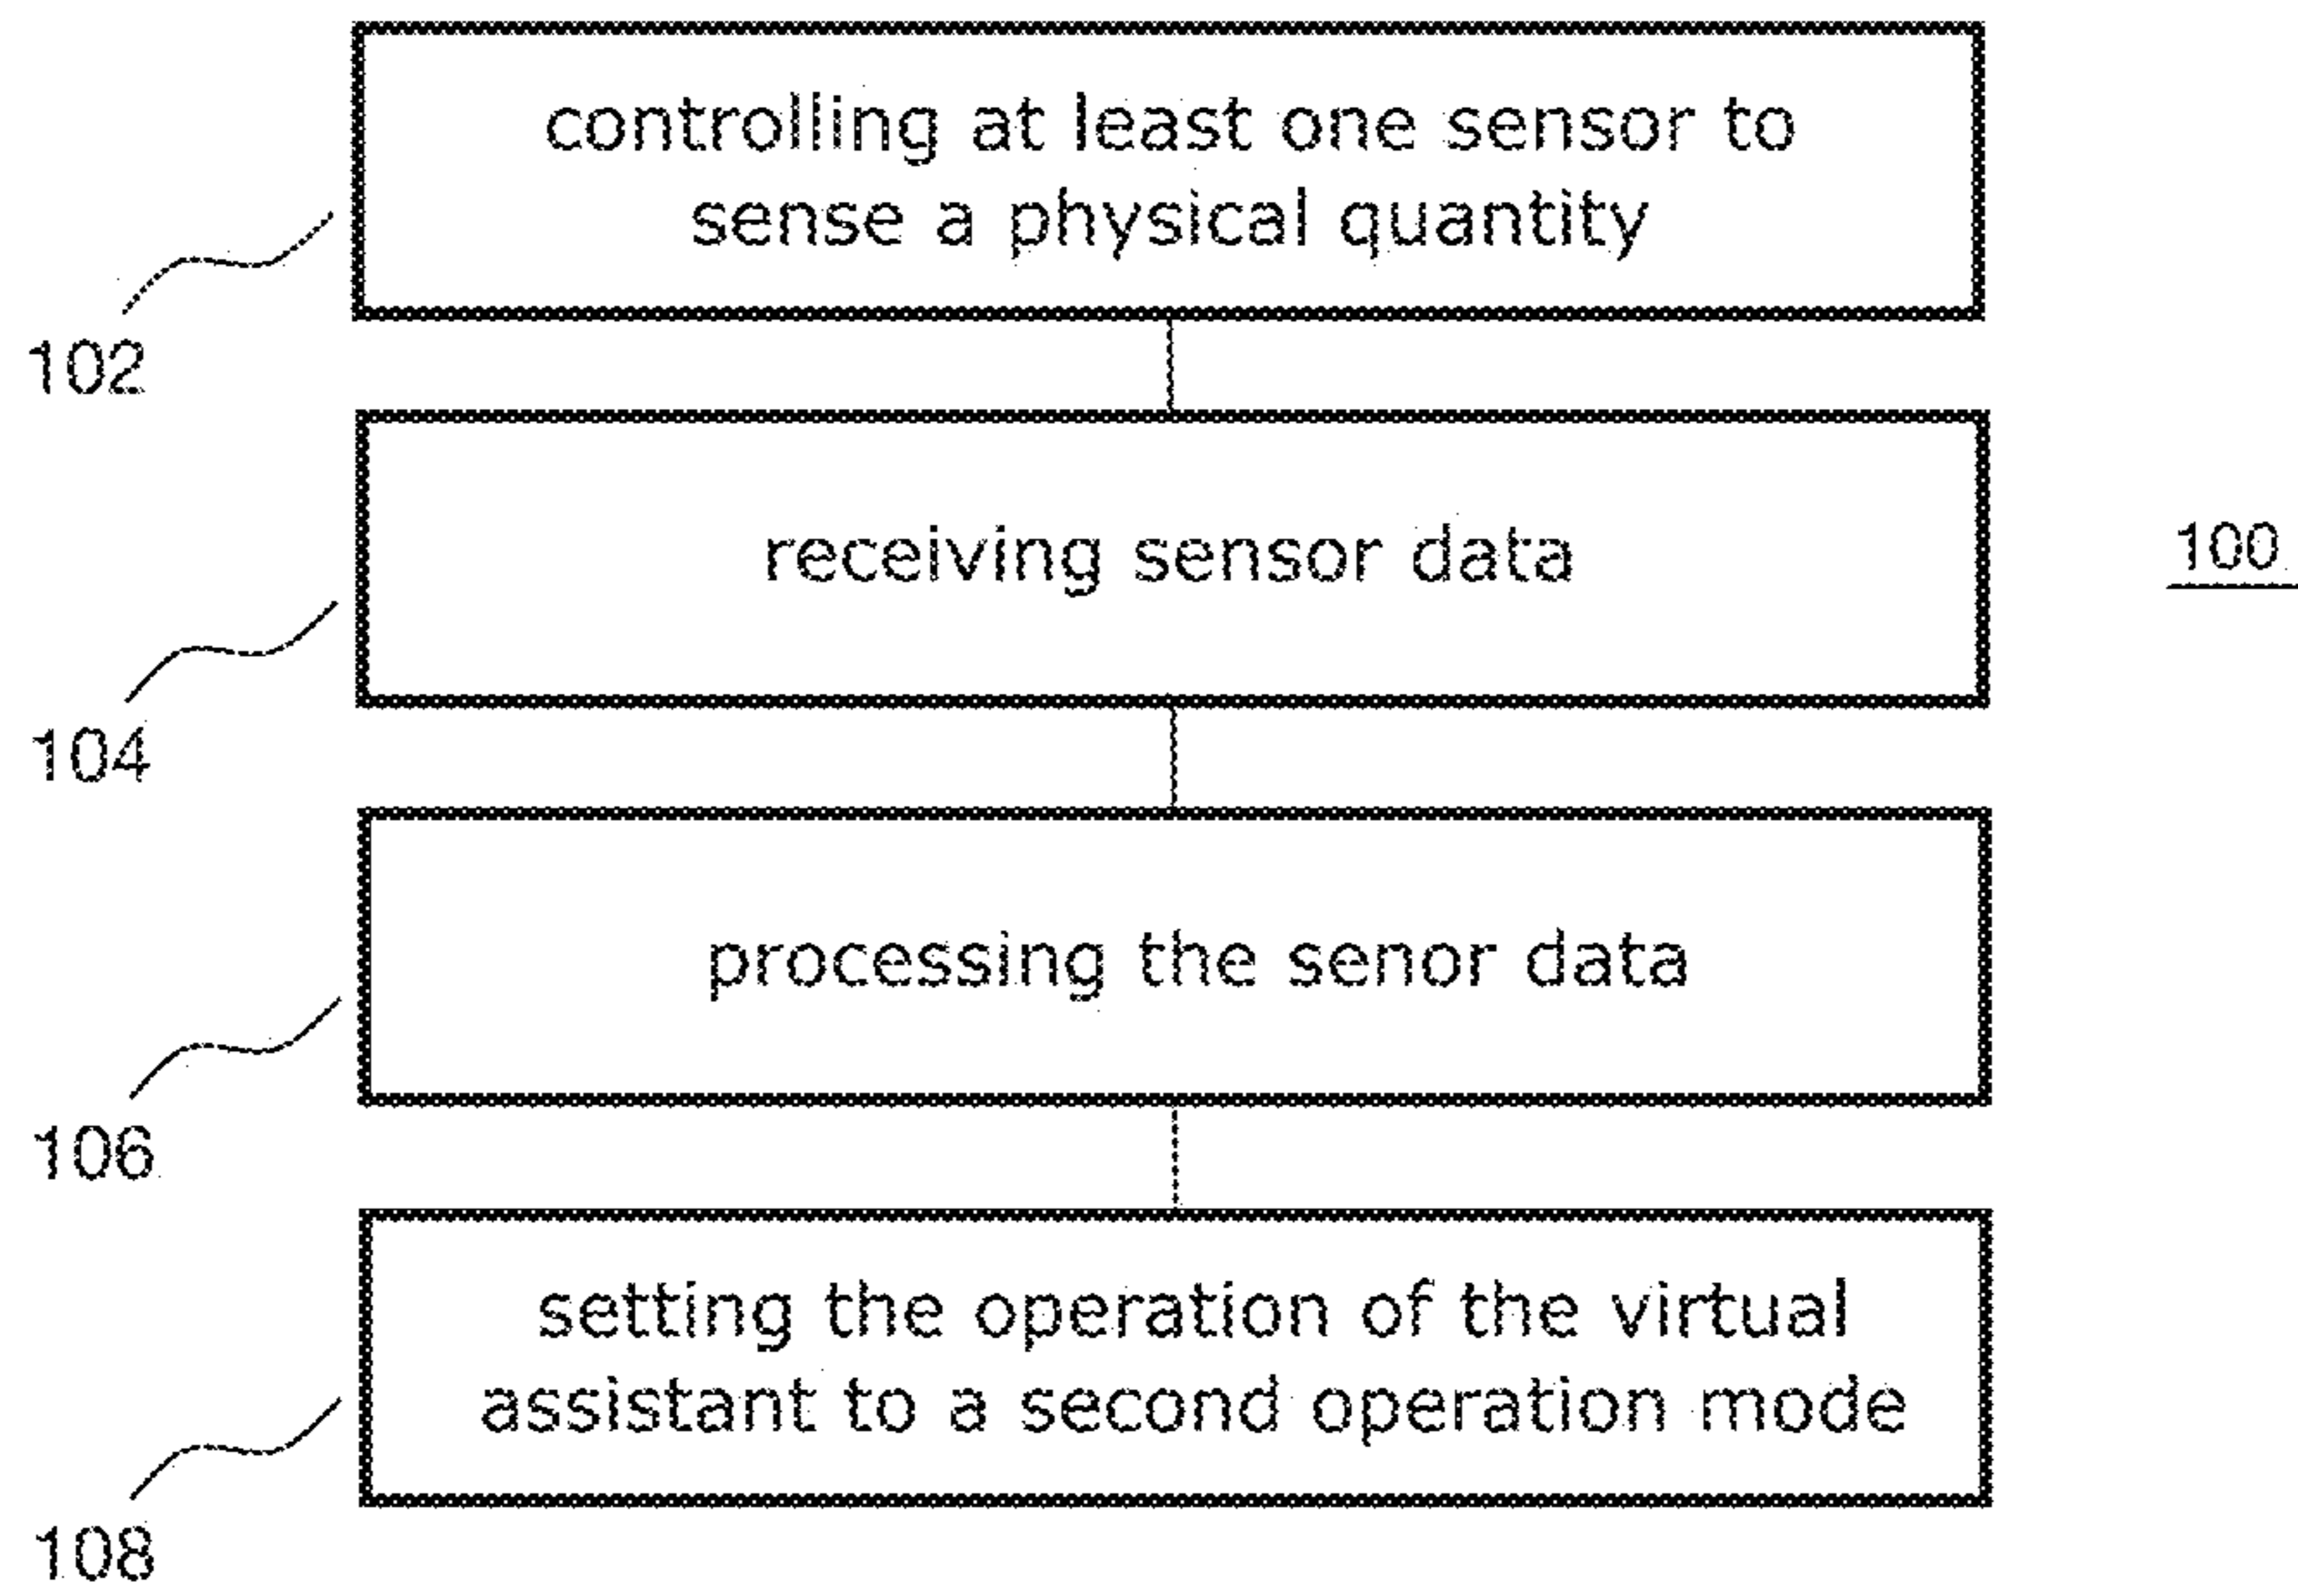 controlling at least one sensor to
sense a physical quantity
102
receiving sensor data
100
104
processing the senor data
106
setting the operation of the virtual
assistant to a second operation mode
108